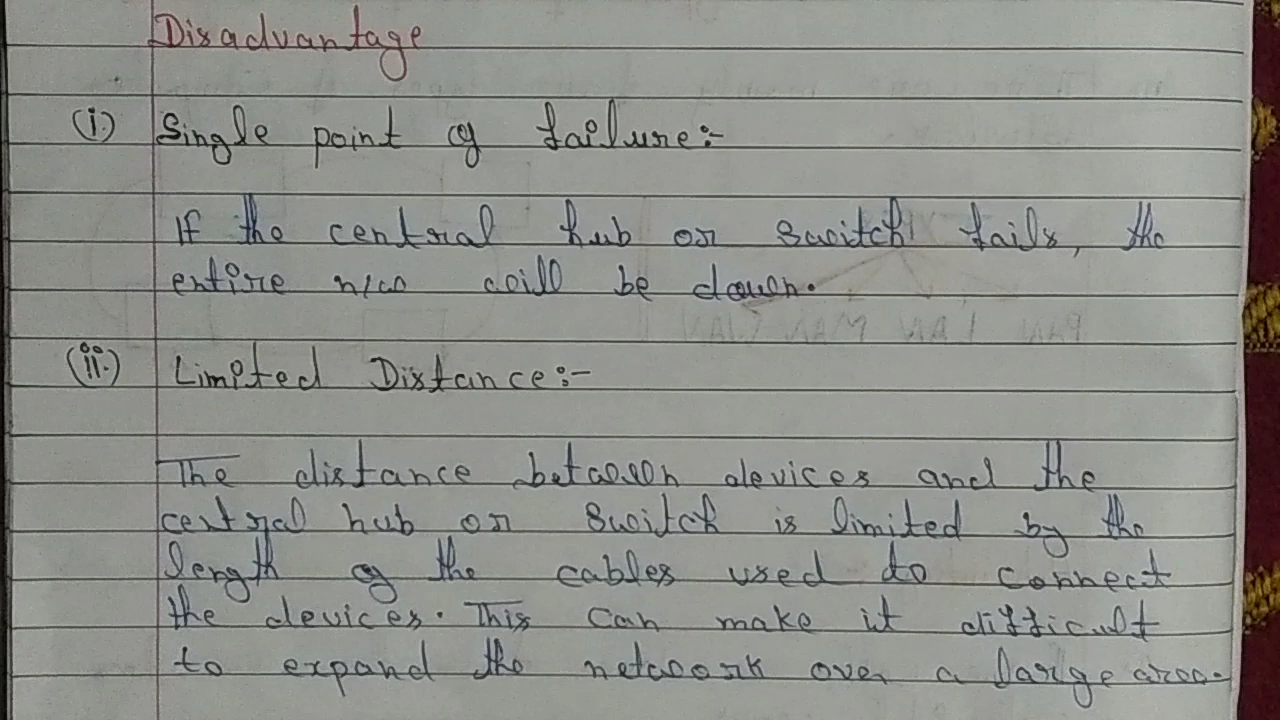 Disadvantage
(i.) Single point of failure:-
If the central hub or switch fails, the
entire n/w will be down.
(ii.) Limited Distance:-
The distance between devices and the
central hub or switch is limited by the
length of the cables used to connect
the devices. This can make it difficult
to expand the network over a large area.